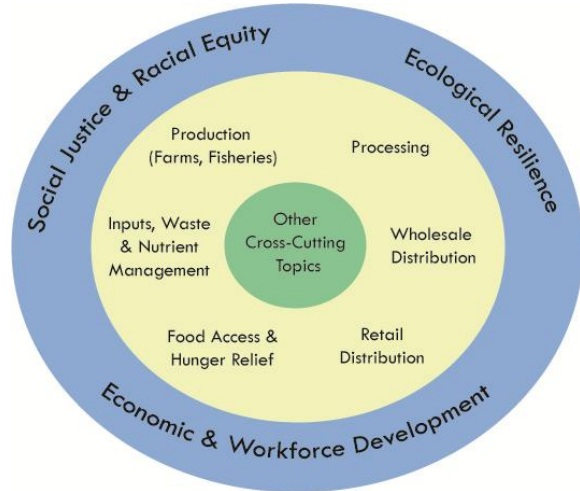 Social Justice & Racial Equity
Ecological Resilience
Production
(Farms, Fisheries)
Processing
Inputs, Waste
& Nutrient
Management
Other
Cross-Cutting
Topics
Wholesale
Distribution
Food Access &
Hunger Relief
Retail
Distribution
Economic & Workforce Development